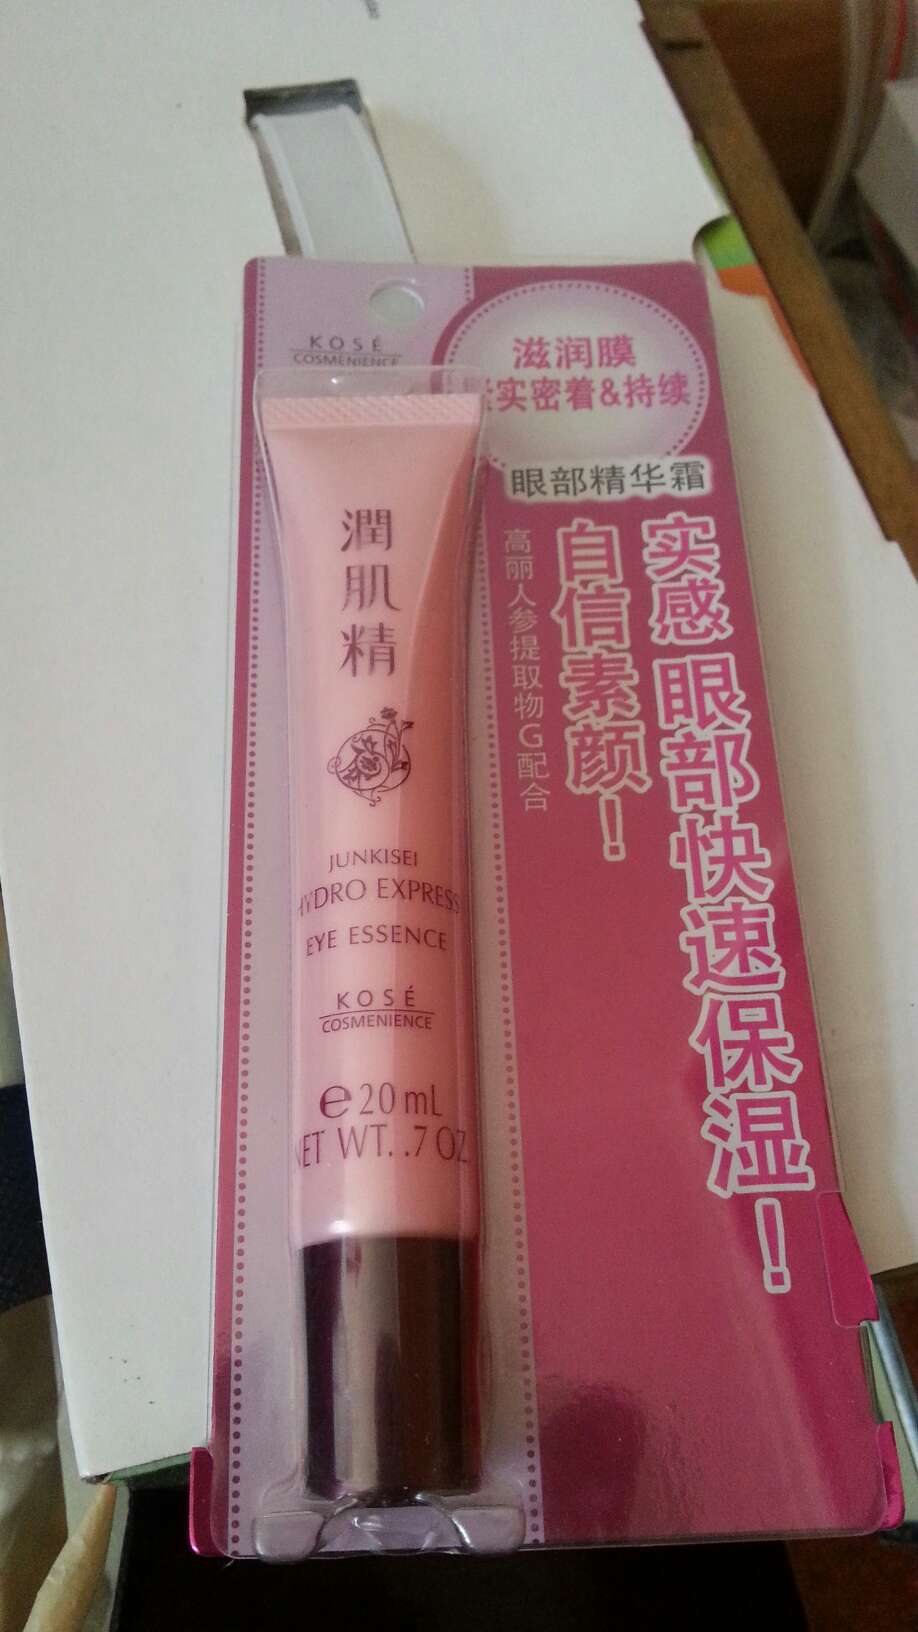 KOSÉ
COSMENIENCE
滋润膜
实密着&持续
眼部精华霜
实感 眼部快速保湿！
自信素颜！
高丽人参提取物G配合
潤肌精
JUNKISEI
HYDRO EXPRESS
EYE ESSENCE
KOSÉ
COSMENIENCE
℮20 mL
NET WT. .7 OZ.